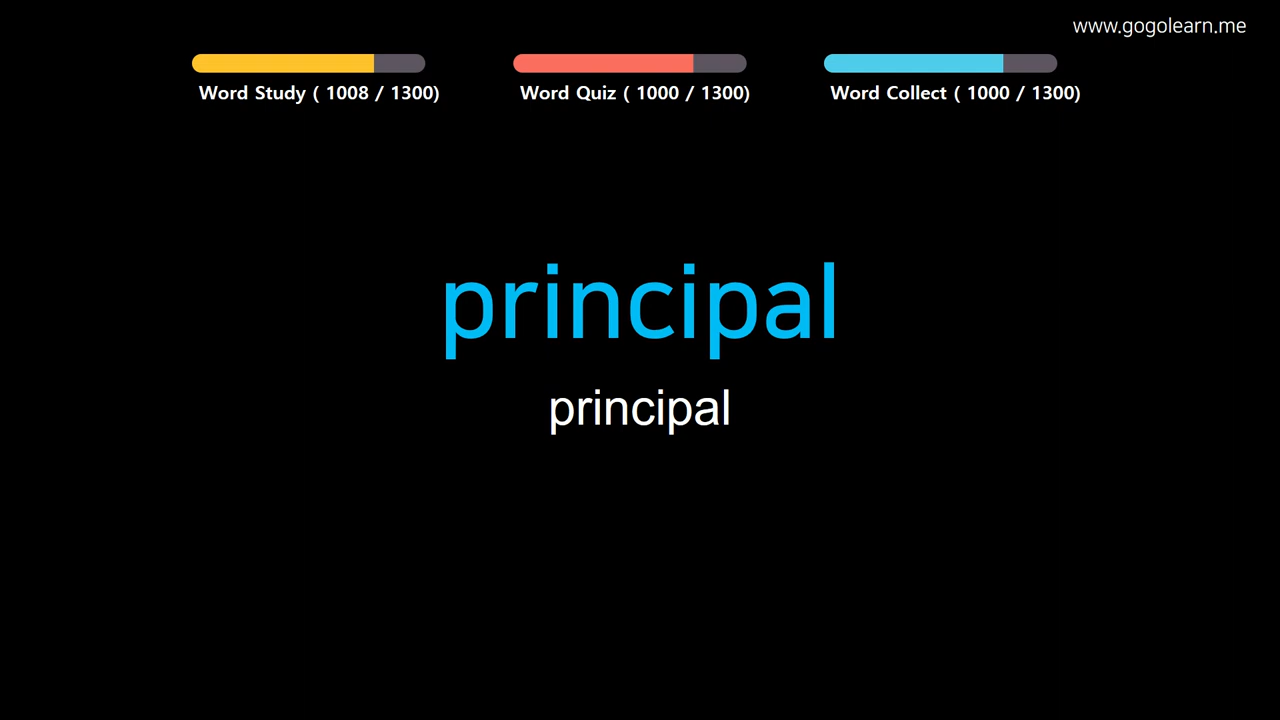 www.gogolearn.me
Word Study ( 1008 / 1300)
Word Quiz ( 1000 / 1300)
Word Collect ( 1000 / 1300)
principal
principal